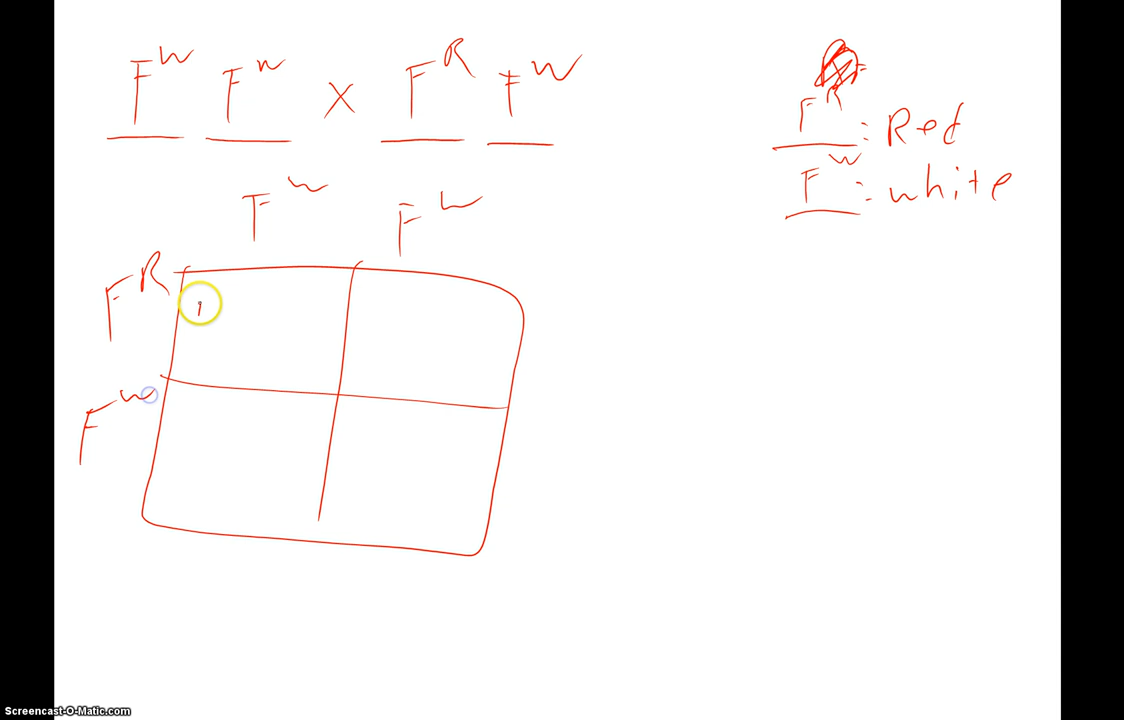 F^W F^W X F^R F^W
F^R : Red
F^W : white
F^W F^W
F^R
F^W
Screencast-O-Matic.com